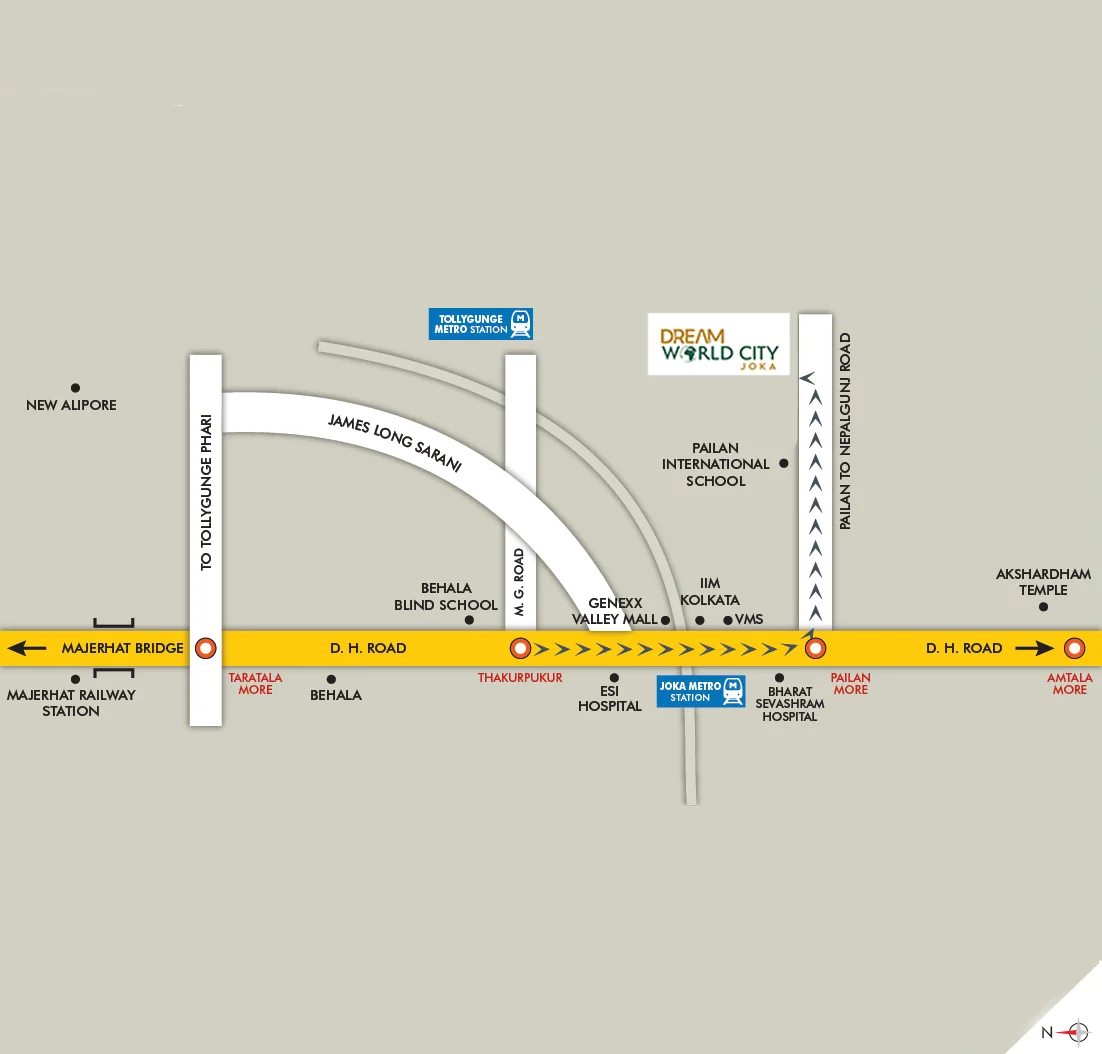 TOLLYGUNGE
METRO STATION
M
DREAM
WORLD CITY
JOKA
NEW ALIPORE
TO TOLLYGUNGE PHARI
JAMES LONG SARANI
M. G. ROAD
PAILAN
INTERNATIONAL
SCHOOL
PAILAN TO NEPALGUNJ ROAD
BEHALA
BLIND SCHOOL
GENEXX
VALLEY MALL
IIM
KOLKATA
VMS
AKSHARDHAM
TEMPLE
MAJERHAT BRIDGE
D. H. ROAD
D. H. ROAD
MAJERHAT RAILWAY
STATION
TARATALA
MORE
BEHALA
THAKURPUKUR
ESI
HOSPITAL
JOKA METRO
STATION
M
BHARAT
SEVASHRAM
HOSPITAL
PAILAN
MORE
AMTALA
MORE
N